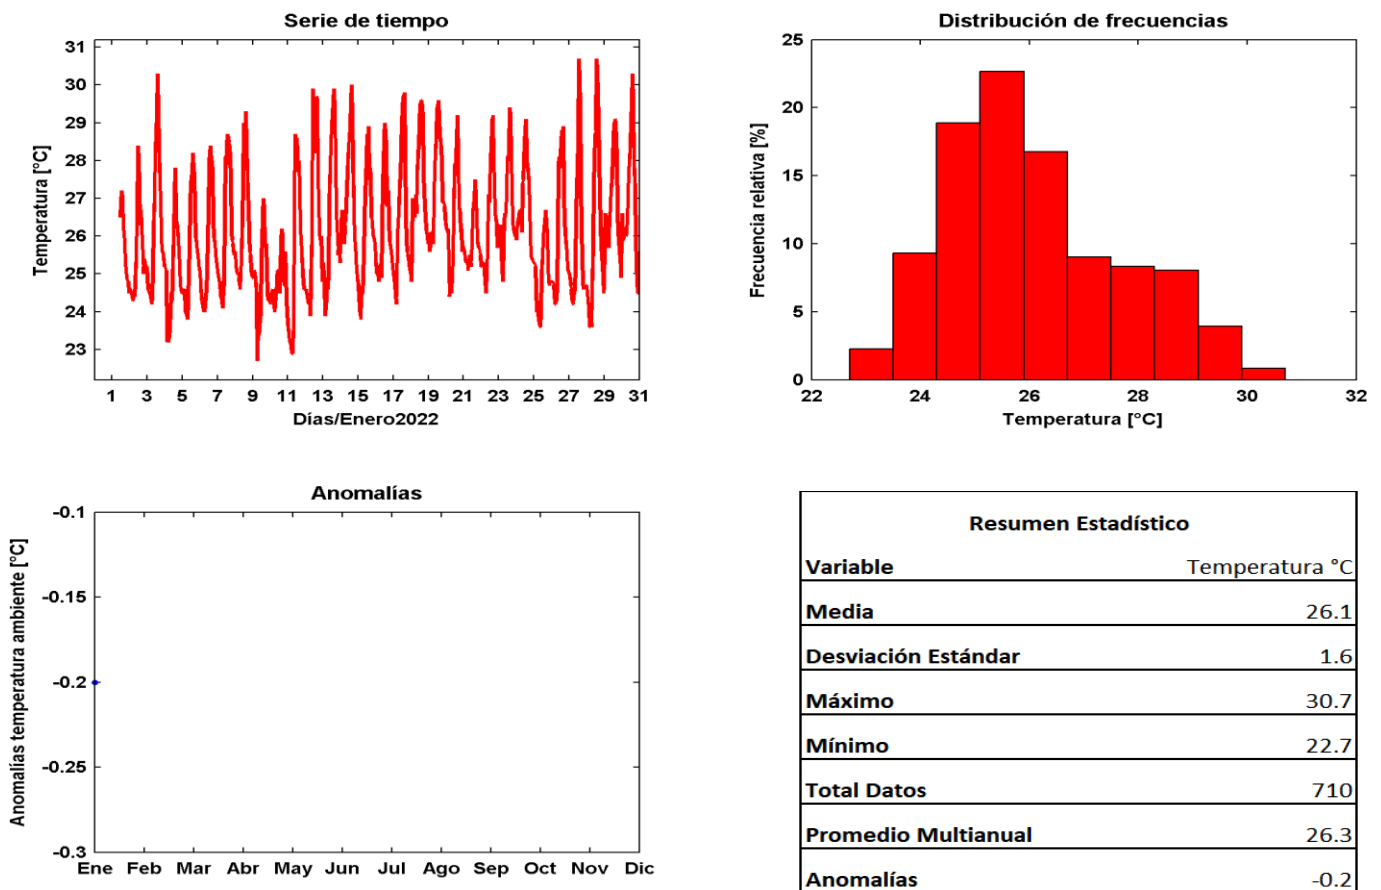 Serie de tiempo
Temperatura [°C]
31
30
29
28
27
26
25
24
23
1 3 5 7 9 11 13 15 17 19 21 23 25 27 29 31
Días/Enero2022
Distribución de frecuencias
Frecuencia relativa [%]
25
20
15
10
5
0
22 24 26 28 30 32
Temperatura [°C]
Anomalías
Anomalías temperatura ambiente [°C]
-0.1
-0.15
-0.2
-0.25
-0.3
Ene Feb Mar Abr May Jun Jul Ago Sep Oct Nov Dic
Resumen Estadístico
Variable Temperatura °C
Media 26.1
Desviación Estándar 1.6
Máximo 30.7
Mínimo 22.7
Total Datos 710
Promedio Multianual 26.3
Anomalías -0.2